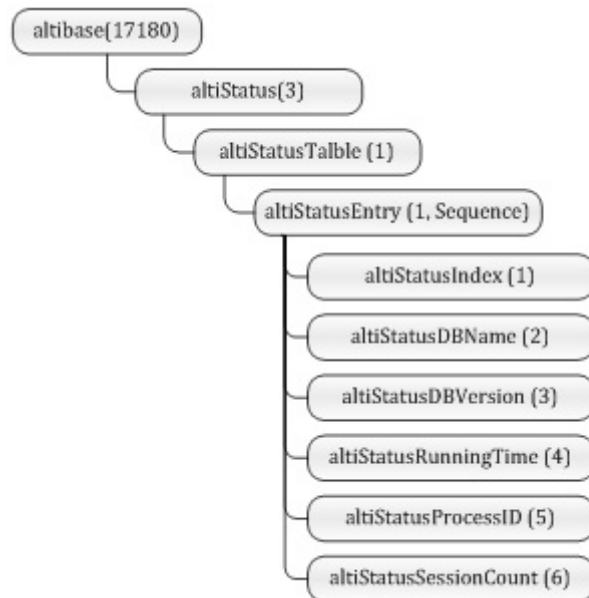 altibase(17180)
altiStatus(3)
altiStatusTalble (1)
altiStatusEntry (1, Sequence)
altiStatusIndex (1)
altiStatusDBName (2)
altiStatusDBVersion (3)
altiStatusRunningTime (4)
altiStatusProcessID (5)
altiStatusSessionCount (6)